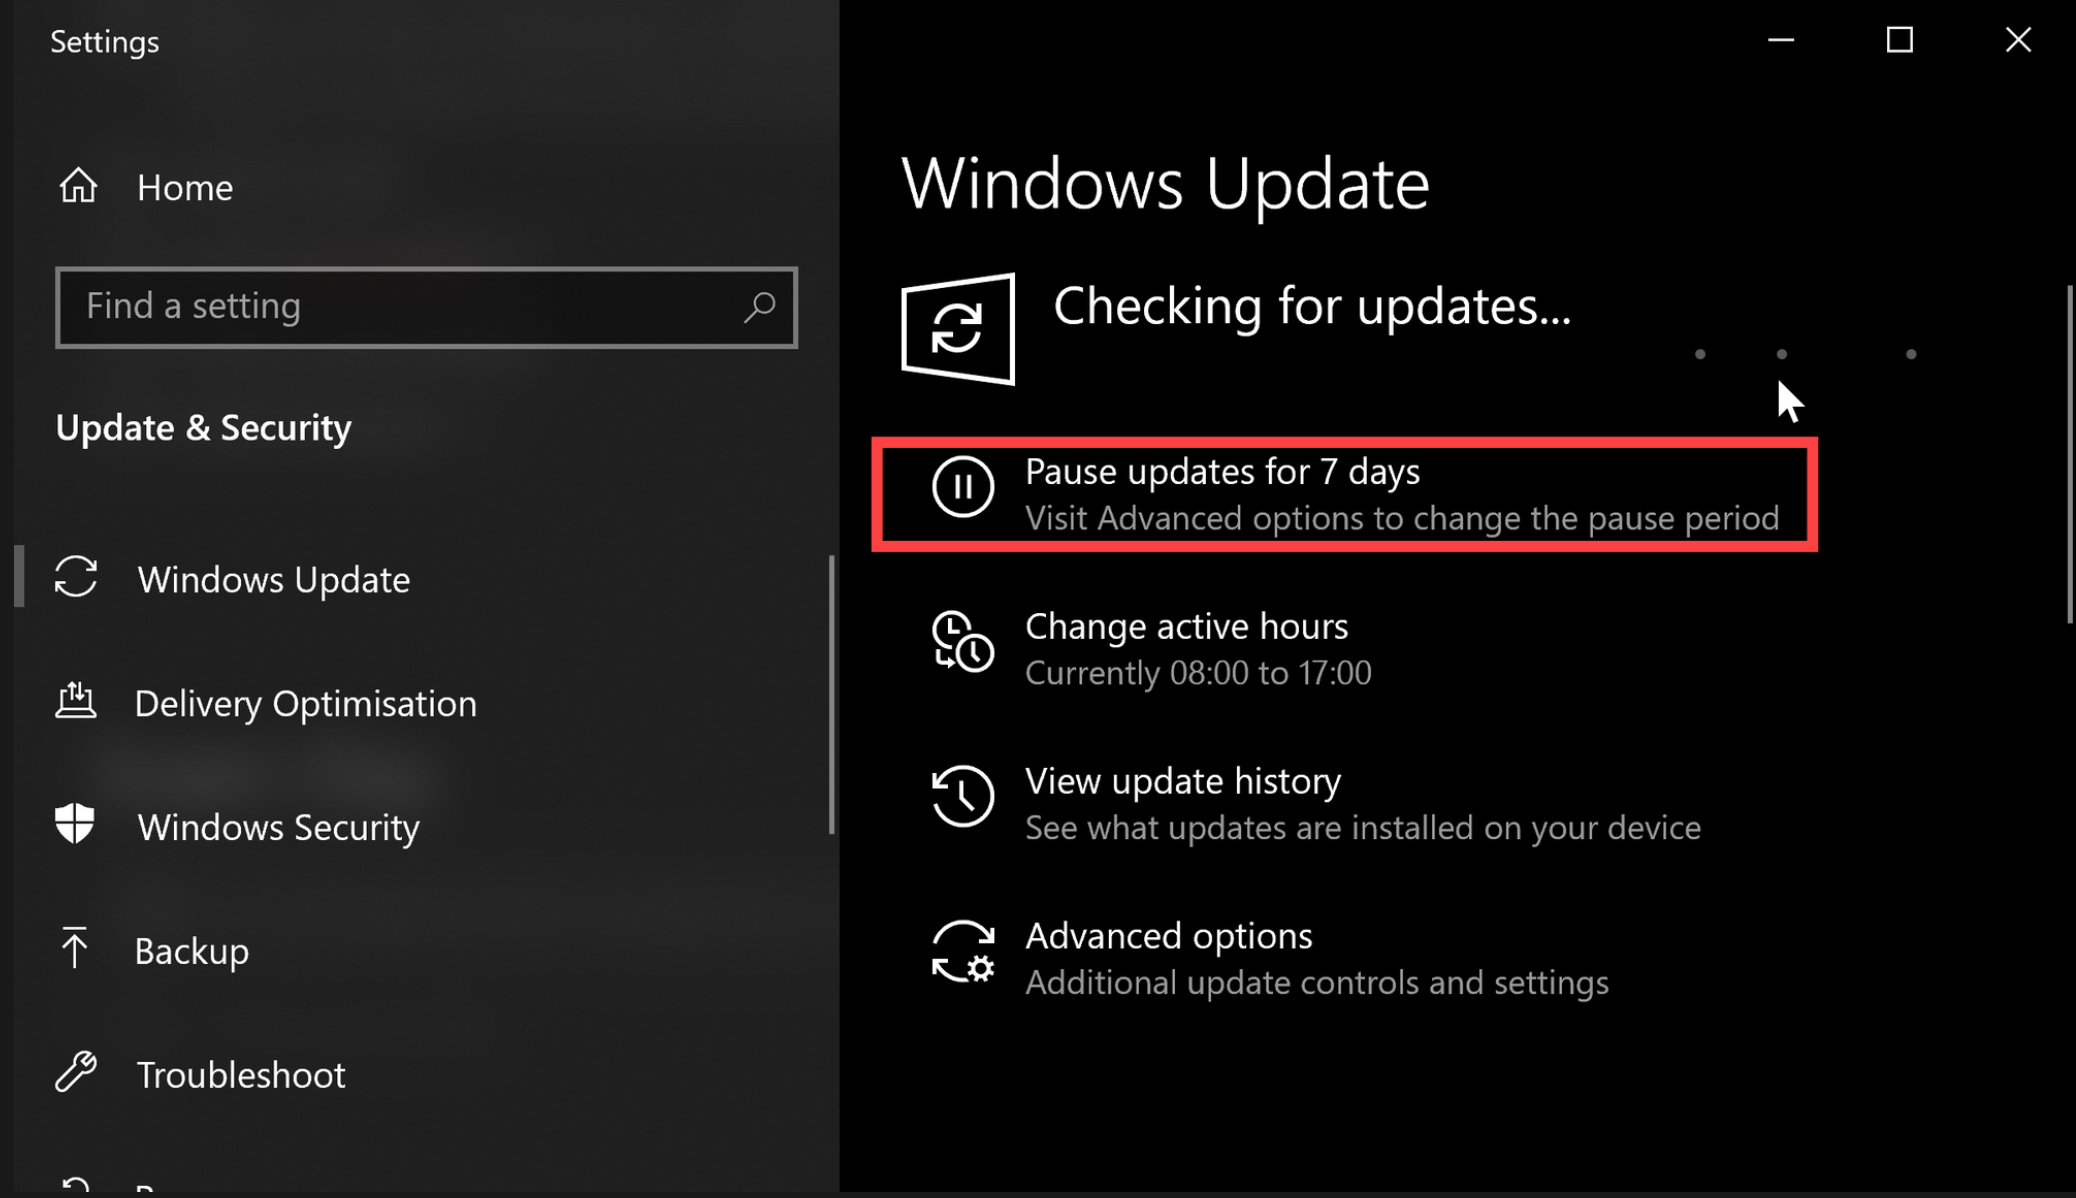 Settings
Home
Find a setting
Update & Security
Windows Update
Delivery Optimisation
Windows Security
Backup
Troubleshoot
Windows Update
Checking for updates...
Pause updates for 7 days
Visit Advanced options to change the pause period
Change active hours
Currently 08:00 to 17:00
View update history
See what updates are installed on your device
Advanced options
Additional update controls and settings